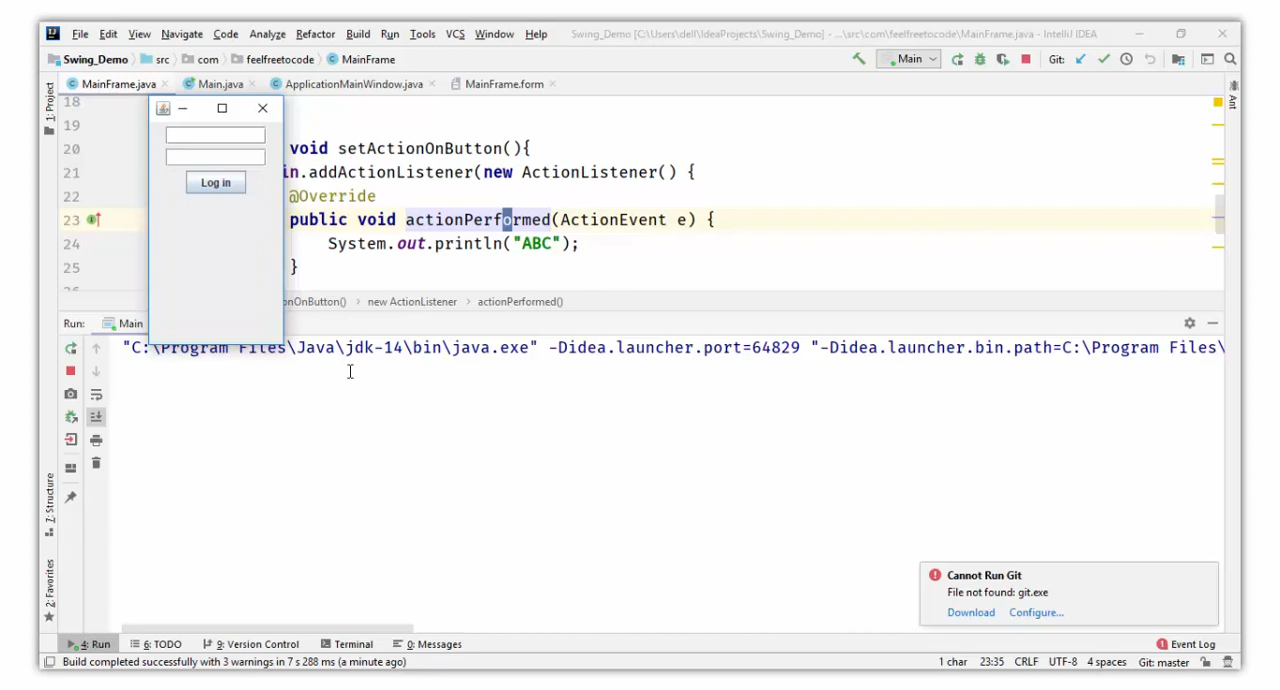 File Edit View Navigate Code Analyze Refactor Build Run Tools VCS Window Help Swing_Demo [C:\Users\dell\IdeaProjects\Swing_Demo] - ...\src\com\feelfreetocode\MainFrame.java - IntelliJ IDEA
Swing_Demo src com feelfreetocode MainFrame Main Git:
MainFrame.java Main.java ApplicationMainWindow.java MainFrame.form
1: Project
Ant
18
19
20 void setActionOnButton(){
21 n.addActionListener(new ActionListener() {
22 @Override
23 public void actionPerformed(ActionEvent e) {
24 System.out.println("ABC");
25 }
Log in
onOnButton() › new ActionListener › actionPerformed()
Run: Main
"C:\Program Files\Java\jdk-14\bin\java.exe" -Didea.launcher.port=64829 "-Didea.launcher.bin.path=C:\Program Files\
7: Structure
2: Favorites
Cannot Run Git
File not found: git.exe
Download Configure...
4: Run 6: TODO 9: Version Control Terminal 0: Messages 1 Event Log
Build completed successfully with 3 warnings in 7 s 288 ms (a minute ago) 1 char 23:35 CRLF UTF-8 4 spaces Git: master